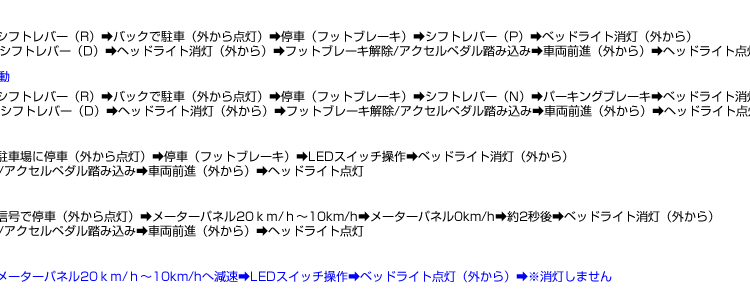 シフトレバー（R）➡バックで駐車（外から点灯）➡停車（フットブレーキ）➡シフトレバー（P）➡ベッドライト消灯（外から）
シフトレバー（D）➡ヘッドライト消灯（外から）➡フットブレーキ解除/アクセルペダル踏み込み➡車両前進（外から）➡ヘッドライト点灯
動
シフトレバー（R）➡バックで駐車（外から点灯）➡停車（フットブレーキ）➡シフトレバー（N）➡パーキングブレーキ➡ベッドライト消灯
シフトレバー（D）➡ヘッドライト消灯（外から）➡フットブレーキ解除/アクセルペダル踏み込み➡車両前進（外から）➡ヘッドライト点灯
駐車場に停車（外から点灯）➡停車（フットブレーキ）➡LEDスイッチ操作➡ベッドライト消灯（外から）
/アクセルペダル踏み込み➡車両前進（外から）➡ヘッドライト点灯
信号で停車（外から点灯）➡メーターパネル20ｋm/ｈ～10km/h➡メーターパネル0km/h➡約2秒後➡ベッドライト消灯（外から）
/アクセルペダル踏み込み➡車両前進（外から）➡ヘッドライト点灯
メーターパネル20ｋm/ｈ～10km/hへ減速➡LEDスイッチ操作➡ベッドライト点灯（外から）➡※消灯しません